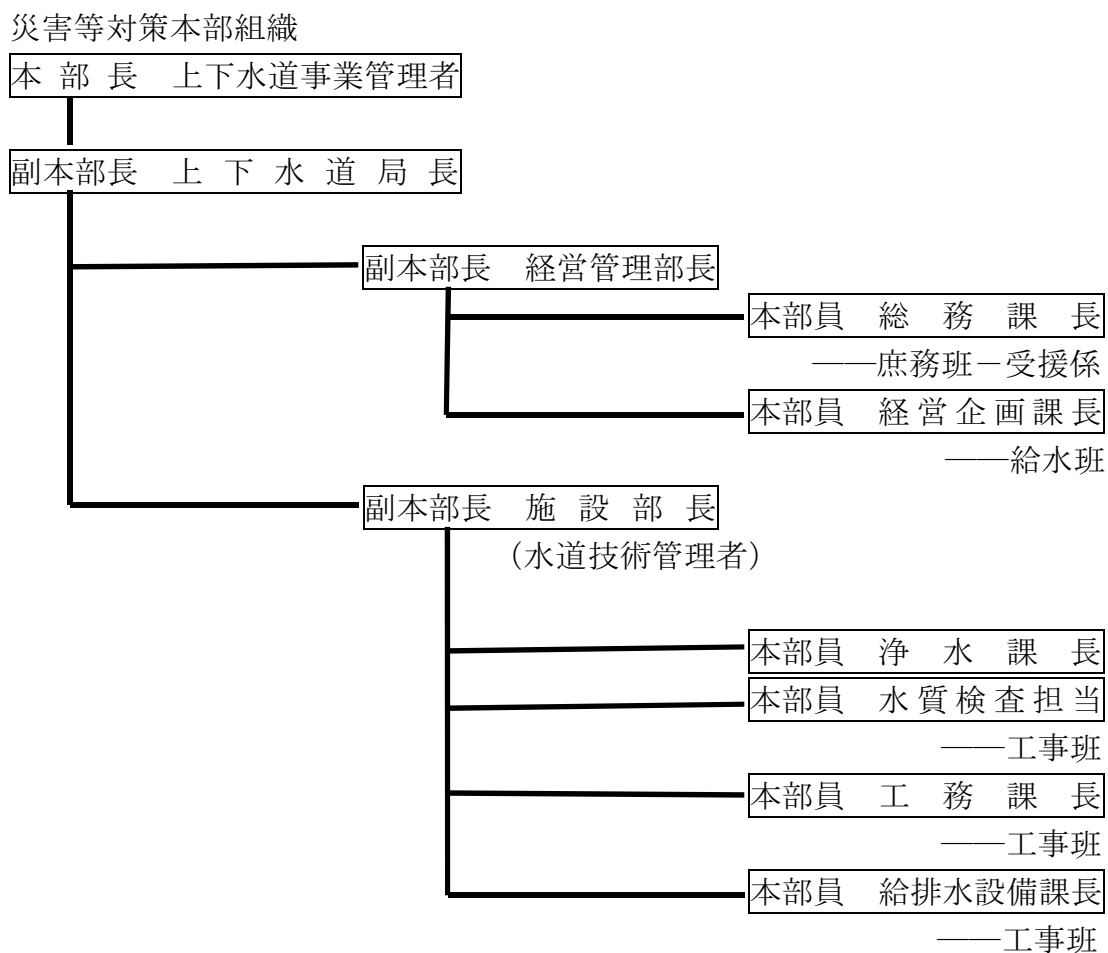 災害等対策本部組織
本部長　上下水道事業管理者
副本部長　上下水道局長
副本部長　経営管理部長
本部員　総務課長
――庶務班－受援係
本部員　経営企画課長
――給水班
副本部長　施設部長
（水道技術管理者）
本部員　浄水課長
本部員　水質検査担当
――工事班
本部員　工務課長
――工事班
本部員　給排水設備課長
――工事班